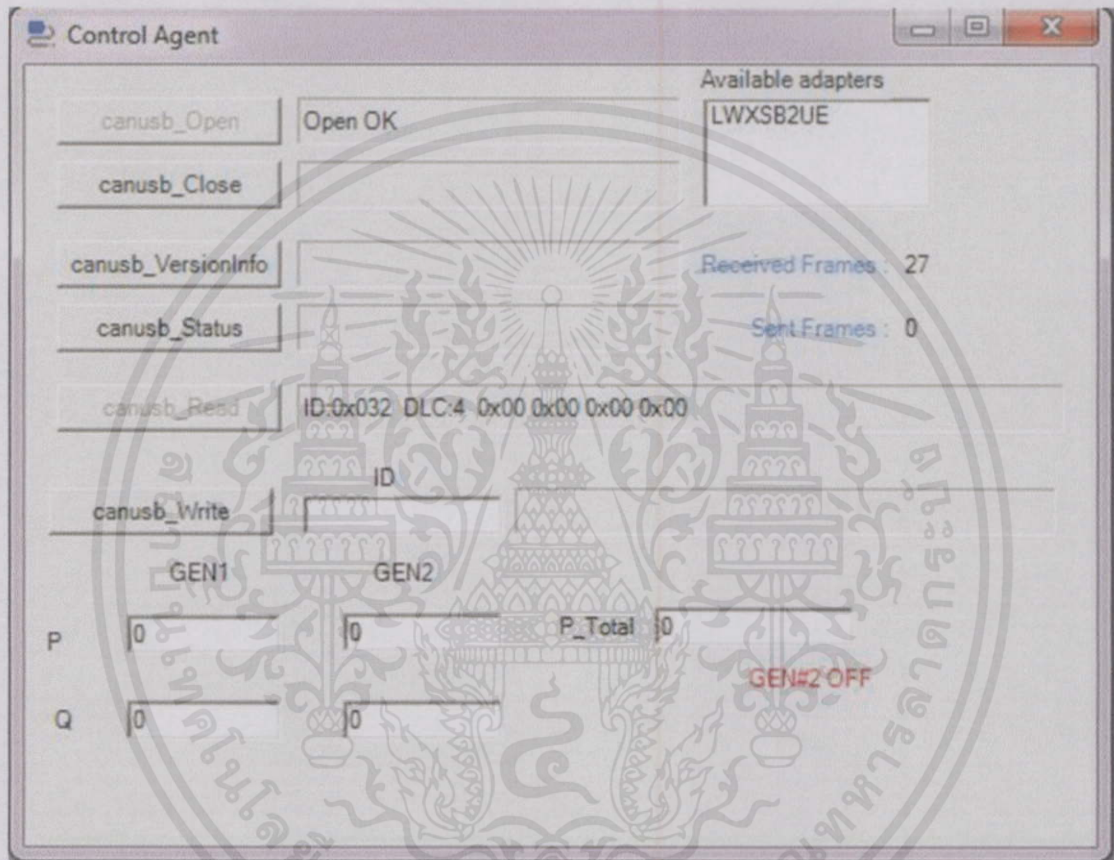 Control Agent
Available adapters
canusb_Open Open OK LWXSB2UE
canusb_Close
canusb_VersionInfo Received Frames : 27
canusb_Status Sent Frames : 0
canusb_Read ID:0x032 DLC:4 0x00 0x00 0x00 0x00
ID
canusb_Write
GEN1 GEN2
P 0 0 P_Total 0
GEN#2 OFF
Q 0 0